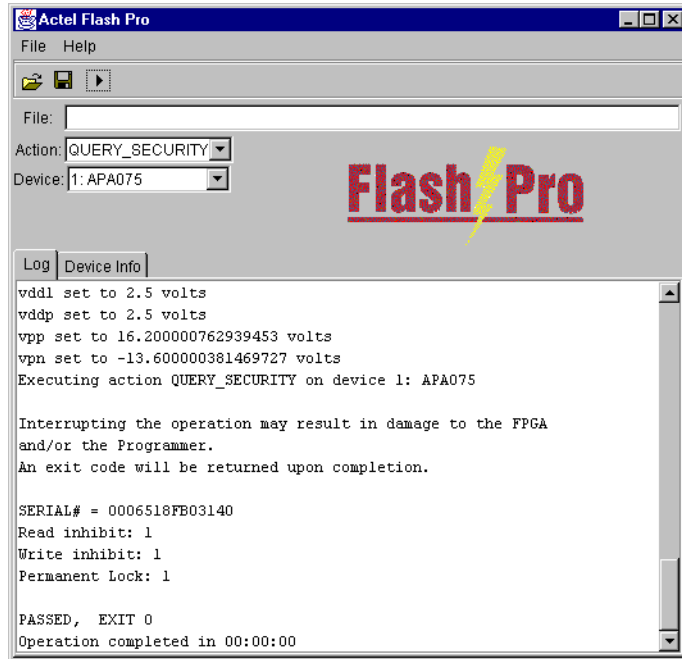 Actel Flash Pro
File Help
File:
Action: QUERY_SECURITY
Device: 1: APA075
Flash Pro
Log Device Info
vddl set to 2.5 volts
vddp set to 2.5 volts
vpp set to 16.200000762939453 volts
vpn set to -13.600000381469727 volts
Executing action QUERY_SECURITY on device 1: APA075
Interrupting the operation may result in damage to the FPGA
and/or the Programmer.
An exit code will be returned upon completion.
SERIAL# = 0006518FB03140
Read inhibit: 1
Write inhibit: 1
Permanent Lock: 1
PASSED, EXIT 0
Operation completed in 00:00:00